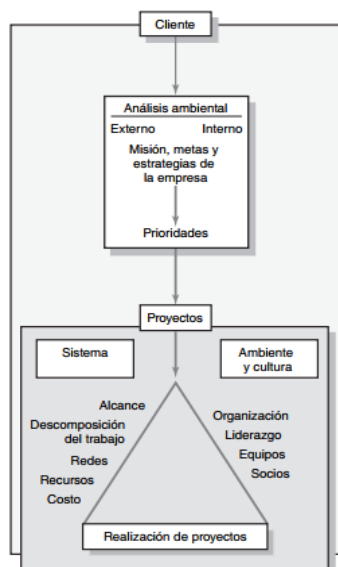 Cliente
Análisis ambiental
Externo Interno
Misión, metas y
estrategias de
la empresa
Prioridades
Proyectos
Sistema
Ambiente
y cultura
Alcance
Descomposición
del trabajo
Redes
Recursos
Costo
Organización
Liderazgo
Equipos
Socios
Realización de proyectos